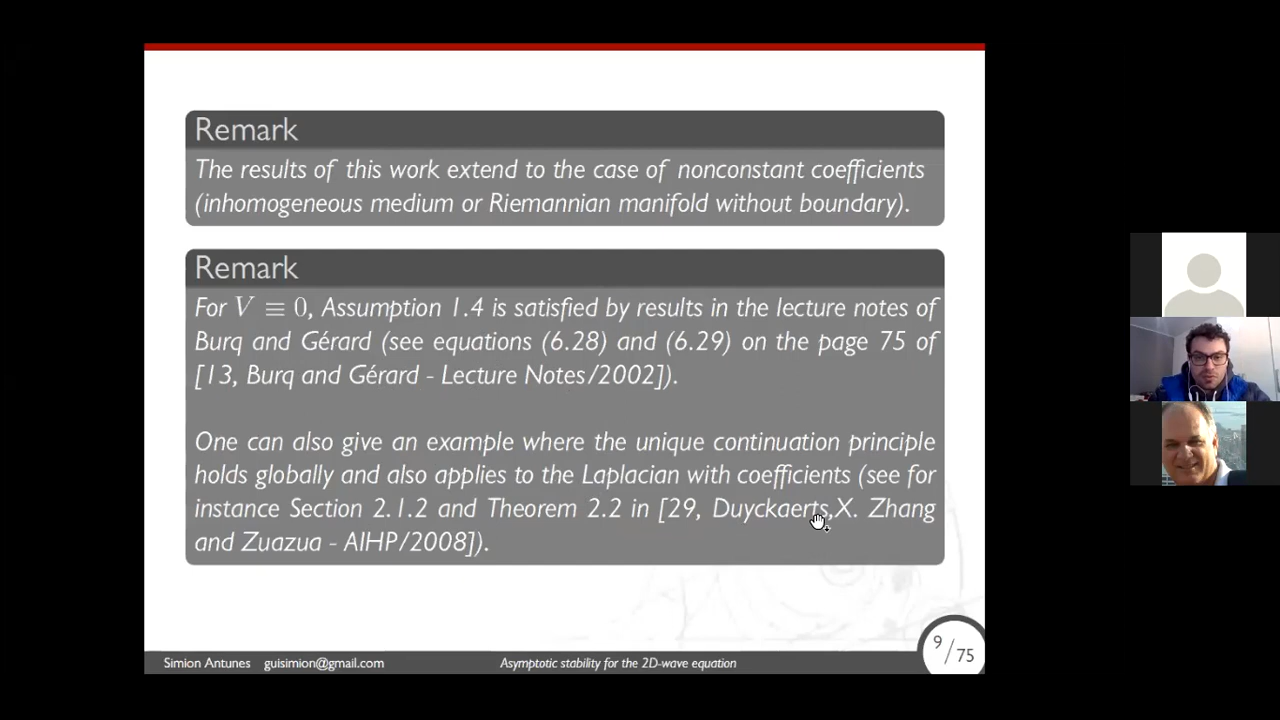 Remark
The results of this work extend to the case of nonconstant coefficients
(inhomogeneous medium or Riemannian manifold without boundary).
Remark
For V ≡ 0, Assumption 1.4 is satisfied by results in the lecture notes of
Burq and Gérard (see equations (6.28) and (6.29) on the page 75 of
[13, Burq and Gérard - Lecture Notes/2002]).
One can also give an example where the unique continuation principle
holds globally and also applies to the Laplacian with coefficients (see for
instance Section 2.1.2 and Theorem 2.2 in [29, Duyckaerts,X. Zhang
and Zuazua - AIHP/2008]).
Simion Antunes guisimion@gmail.com Asymptotic stability for the 2D-wave equation 9/75